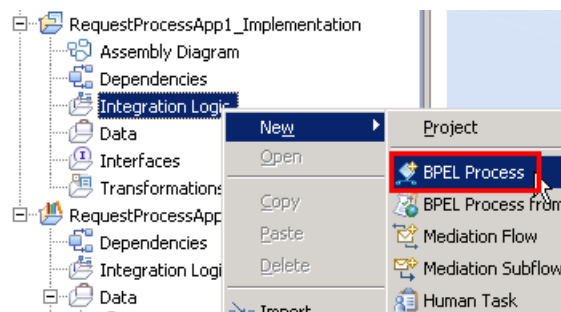 RequestProcessApp1_Implementation
Assembly Diagram
Dependencies
Integration Logic
Data
Interfaces
Transformations
RequestProcessApp
Dependencies
Integration Logi
Data
New
Open
Copy
Paste
Delete
Import
Project
BPEL Process
BPEL Process from
Mediation Flow
Mediation Subflow
Human Task